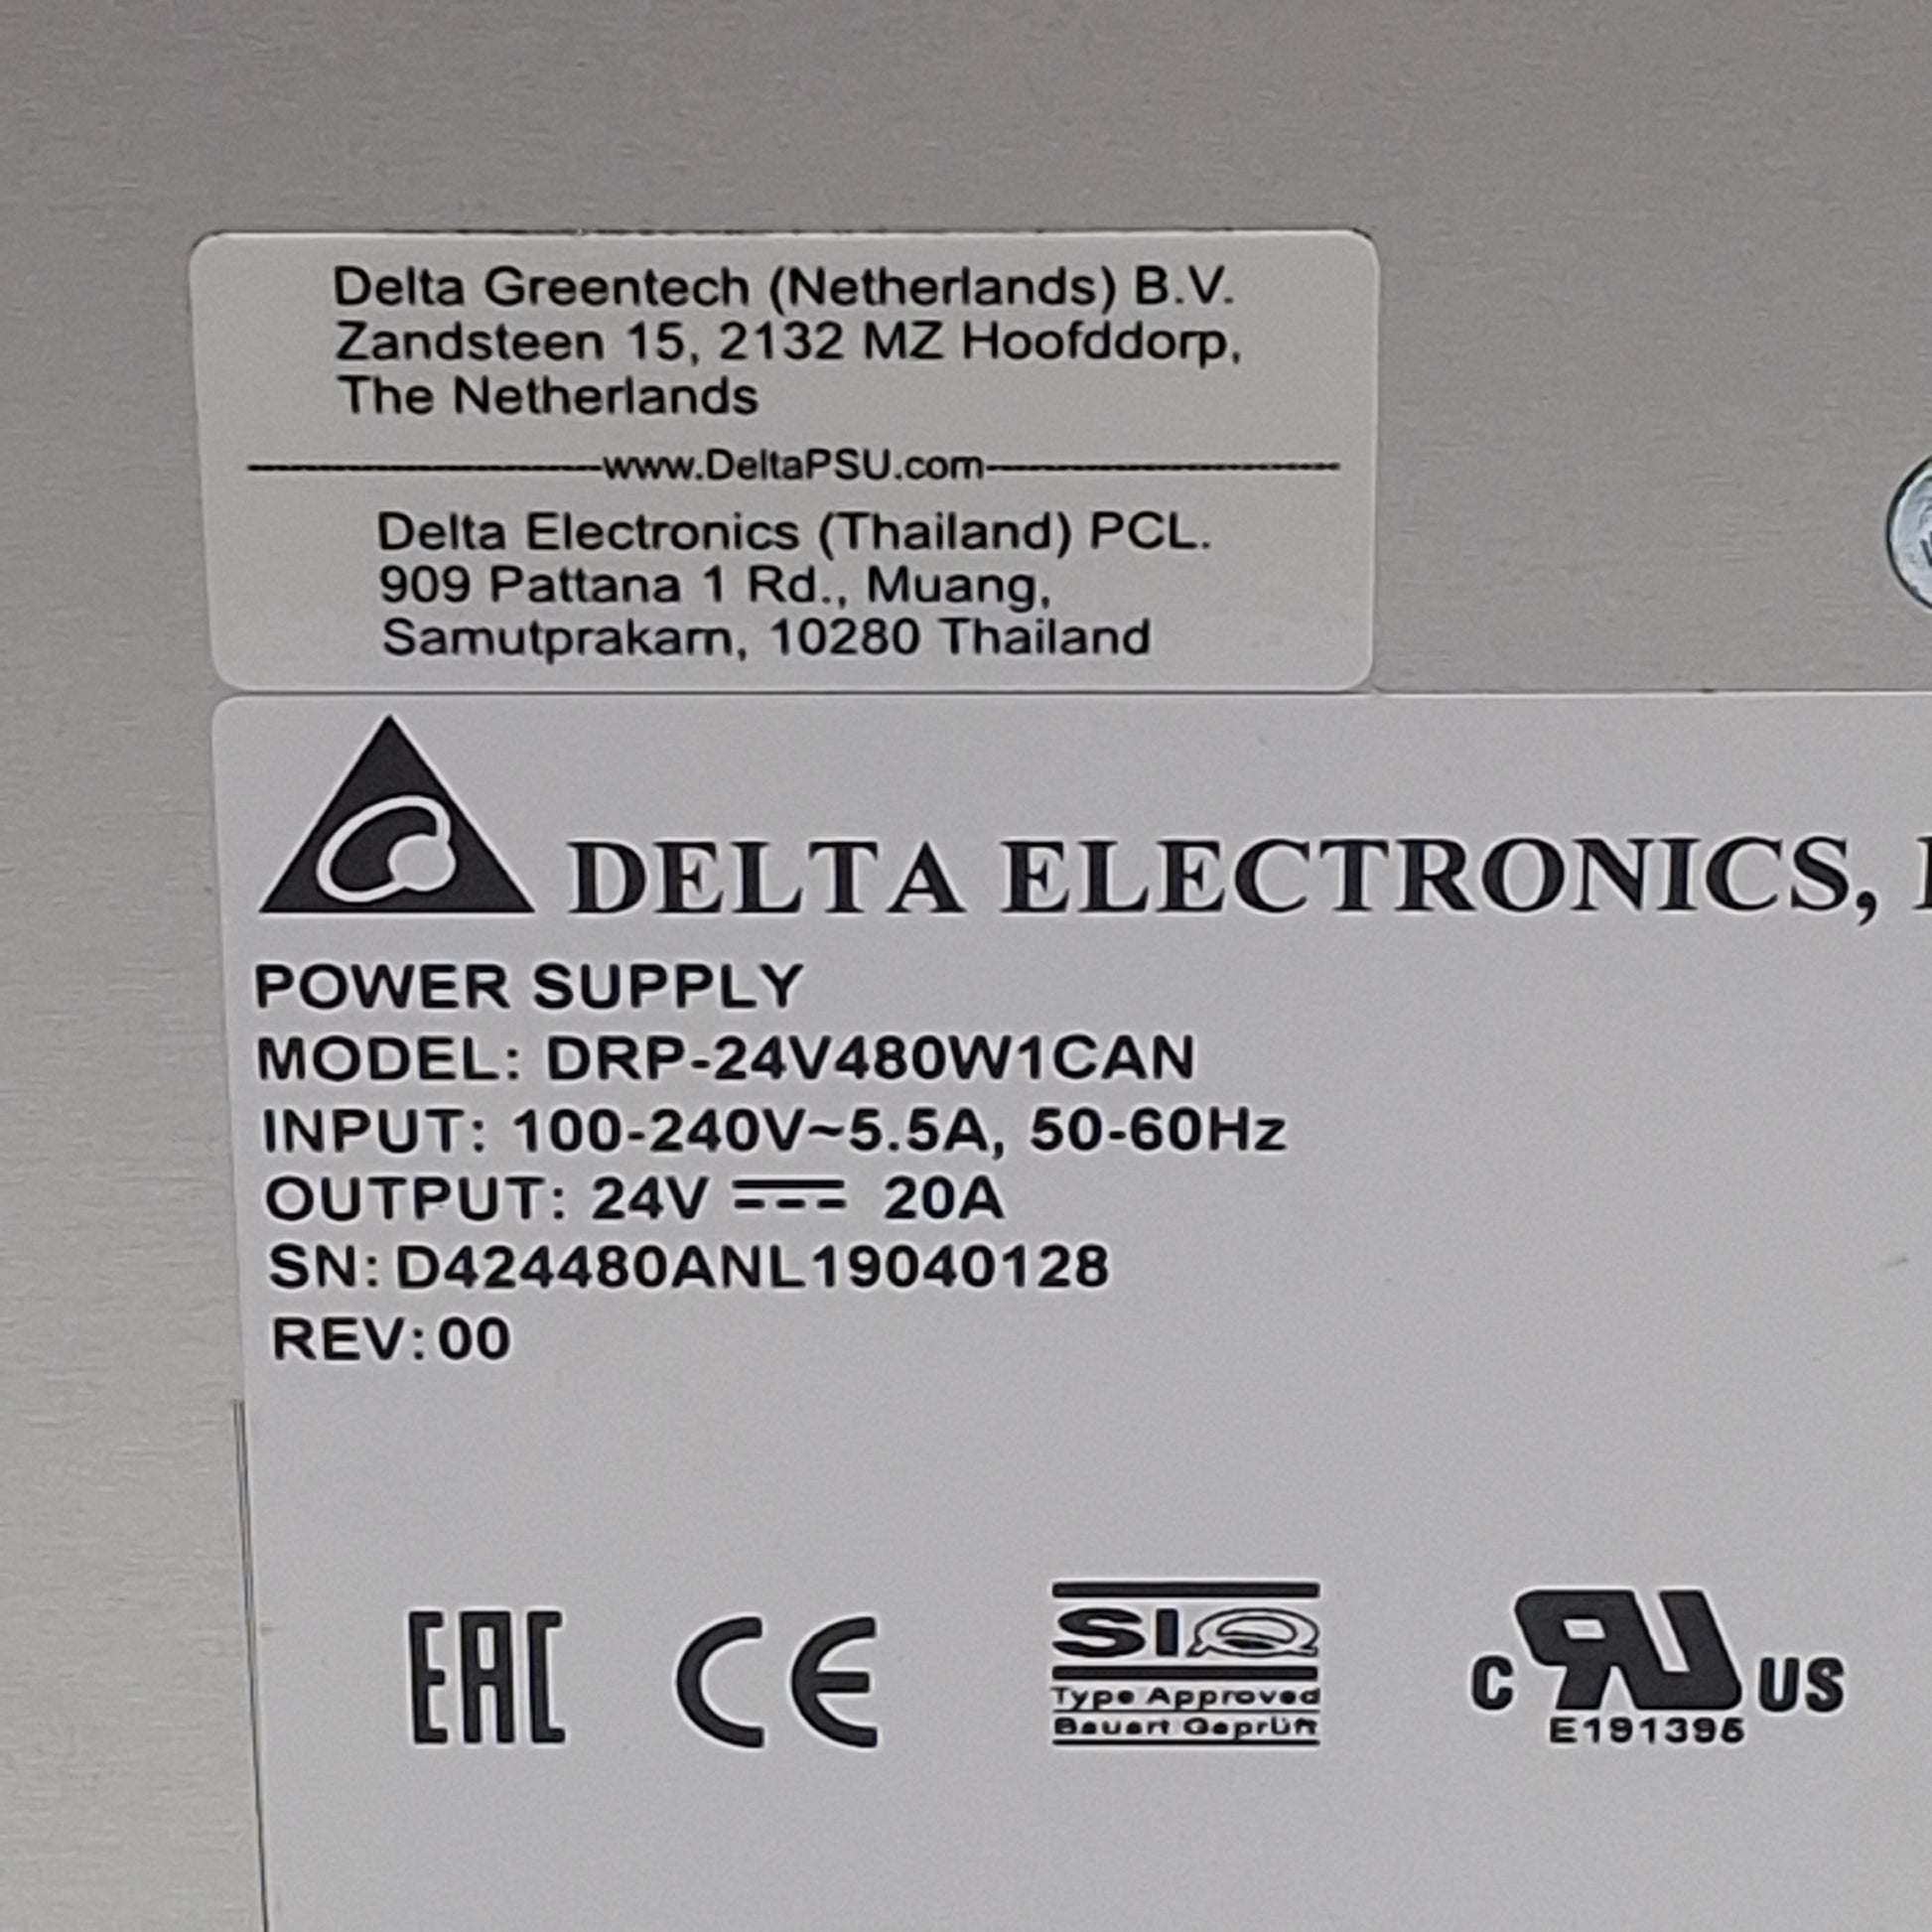 Delta Greentech (Netherlands) B.V.
Zandsteen 15, 2132 MZ Hoofddorp,
The Netherlands
www.DeltaPSU.com
Delta Electronics (Thailand) PCL.
909 Pattana 1 Rd., Muang,
Samutprakarn, 10280 Thailand
DELTA ELECTRONICS,
POWER SUPPLY
MODEL: DRP-24V480W1CAN
INPUT: 100-240V~5.5A, 50-60Hz
OUTPUT: 24V ⎓ 20A
SN: D424480ANL19040128
REV: 00
EAC CE SIQ
Type Approved
Bauart Geprüft
C RU US
E191395